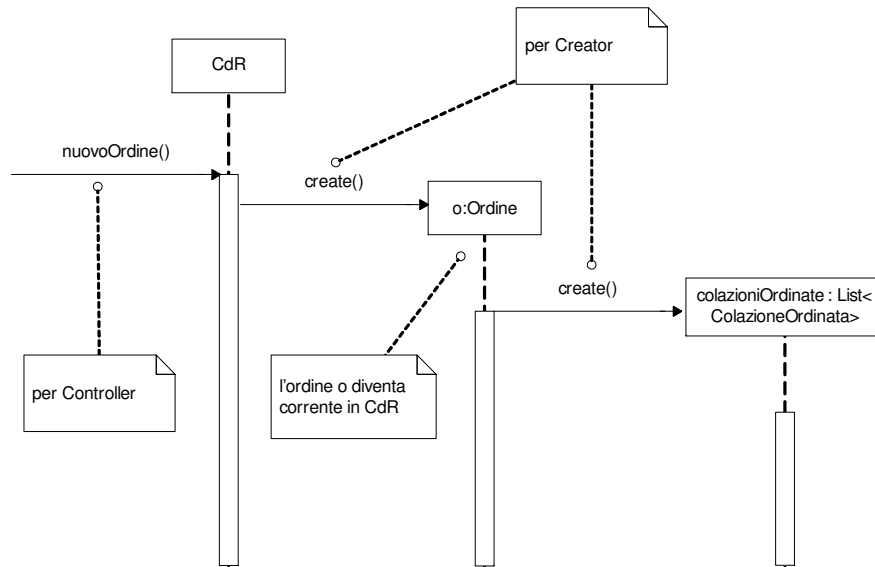 CdR
per Creator
nuovoOrdine()
create()
o:Ordine
create()
colazioniOrdinate : List<
ColazioneOrdinata>
per Controller
l'ordine o diventa
corrente in CdR